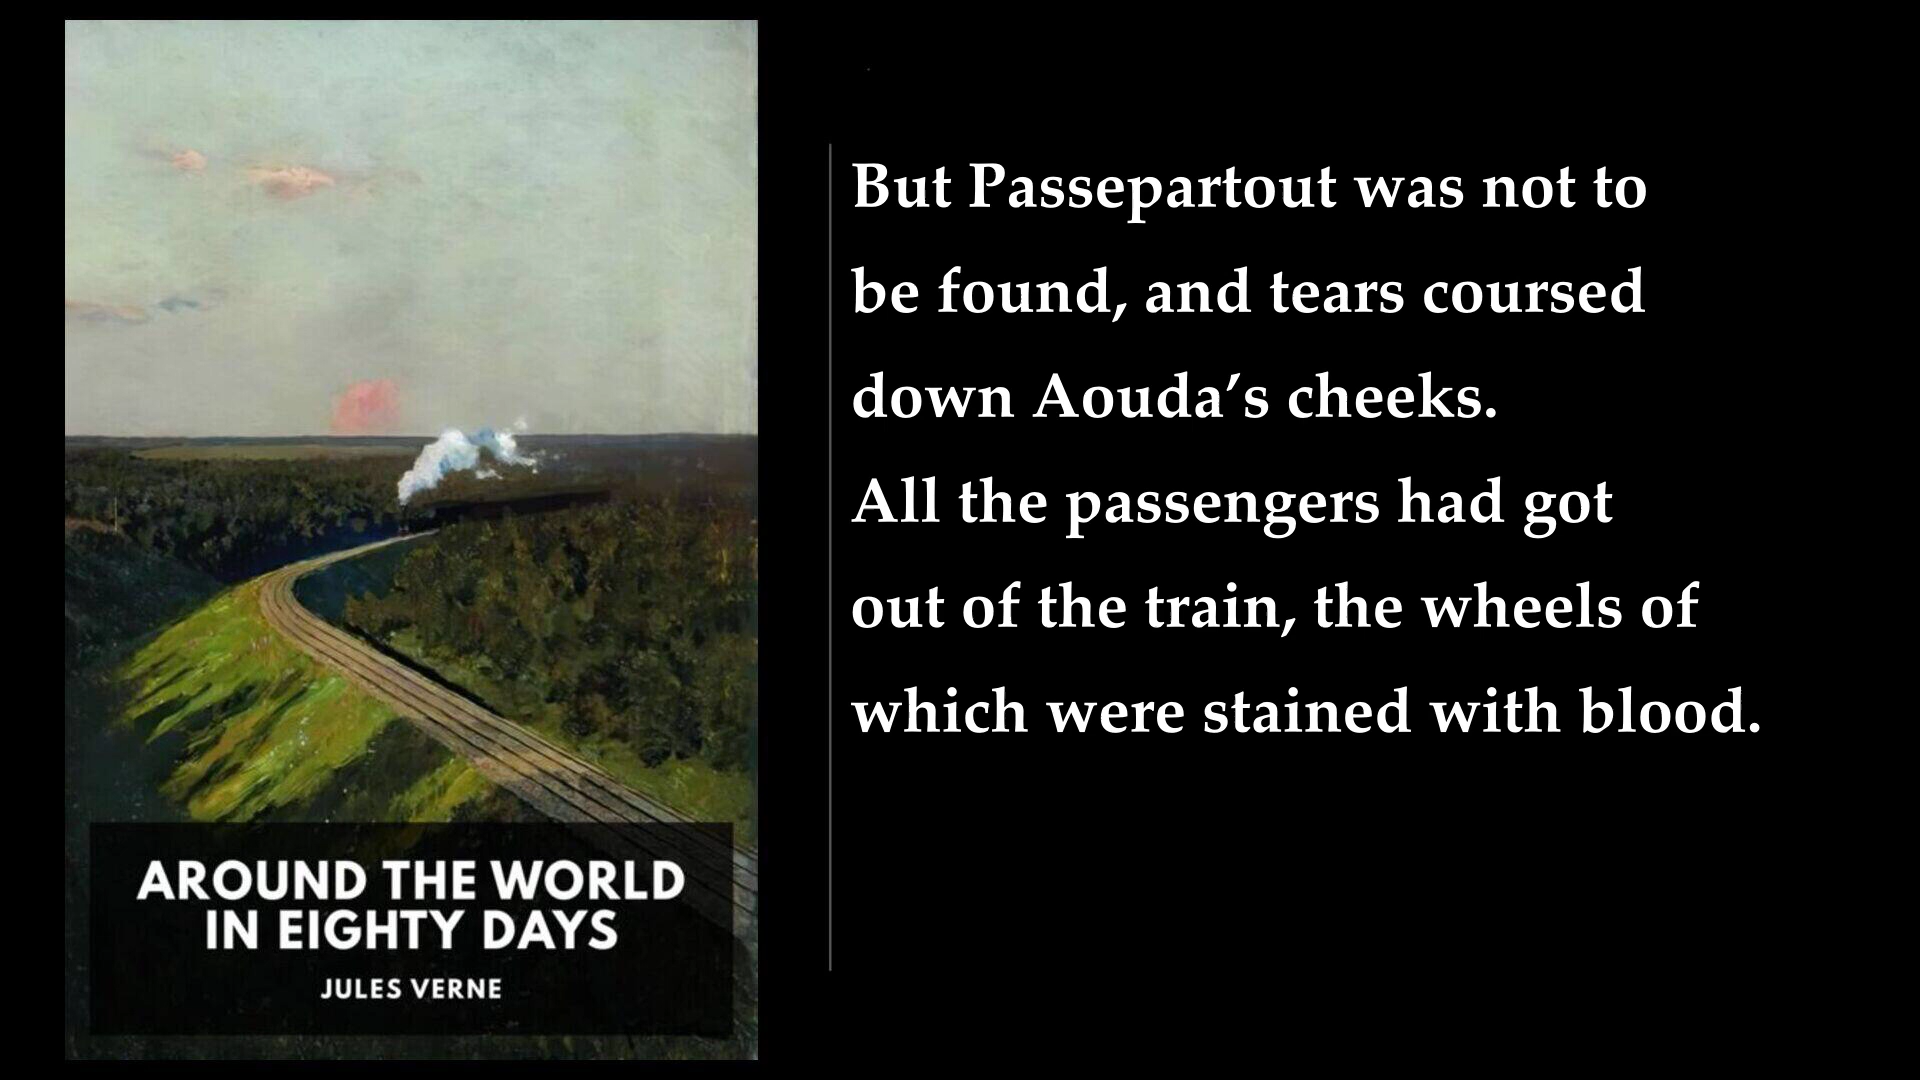 But Passepartout was not to
be found, and tears coursed
down Aouda’s cheeks.
All the passengers had got
out of the train, the wheels of
which were stained with blood.
AROUND THE WORLD
IN EIGHTY DAYS
JULES VERNE